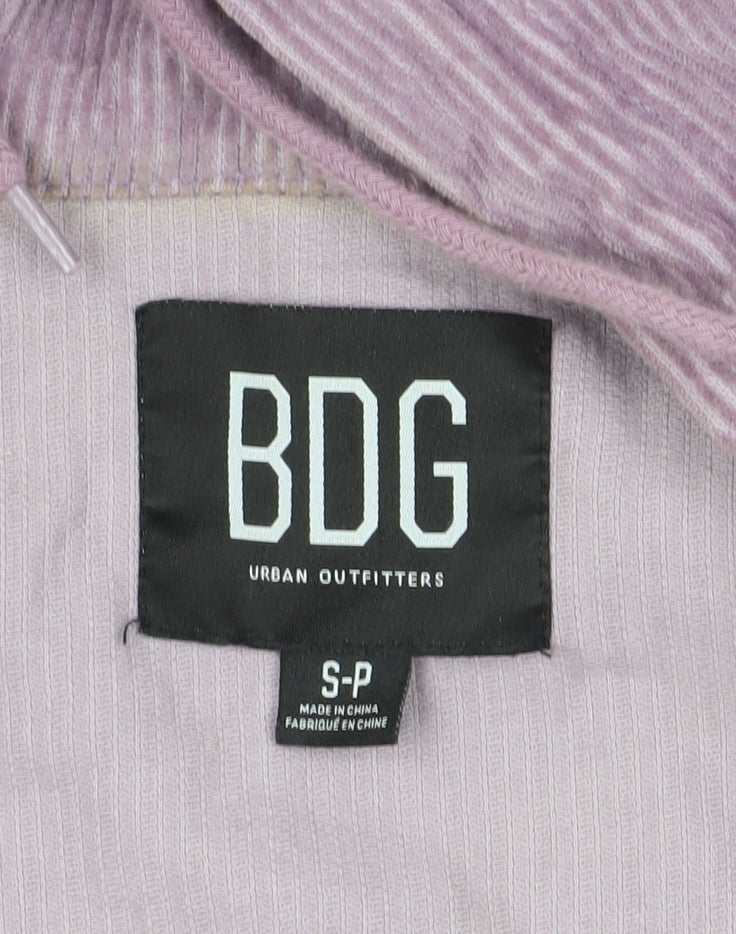 BDG
URBAN OUTFITTERS
S-P
MADE IN CHINA
FABRIQUÉ EN CHINE